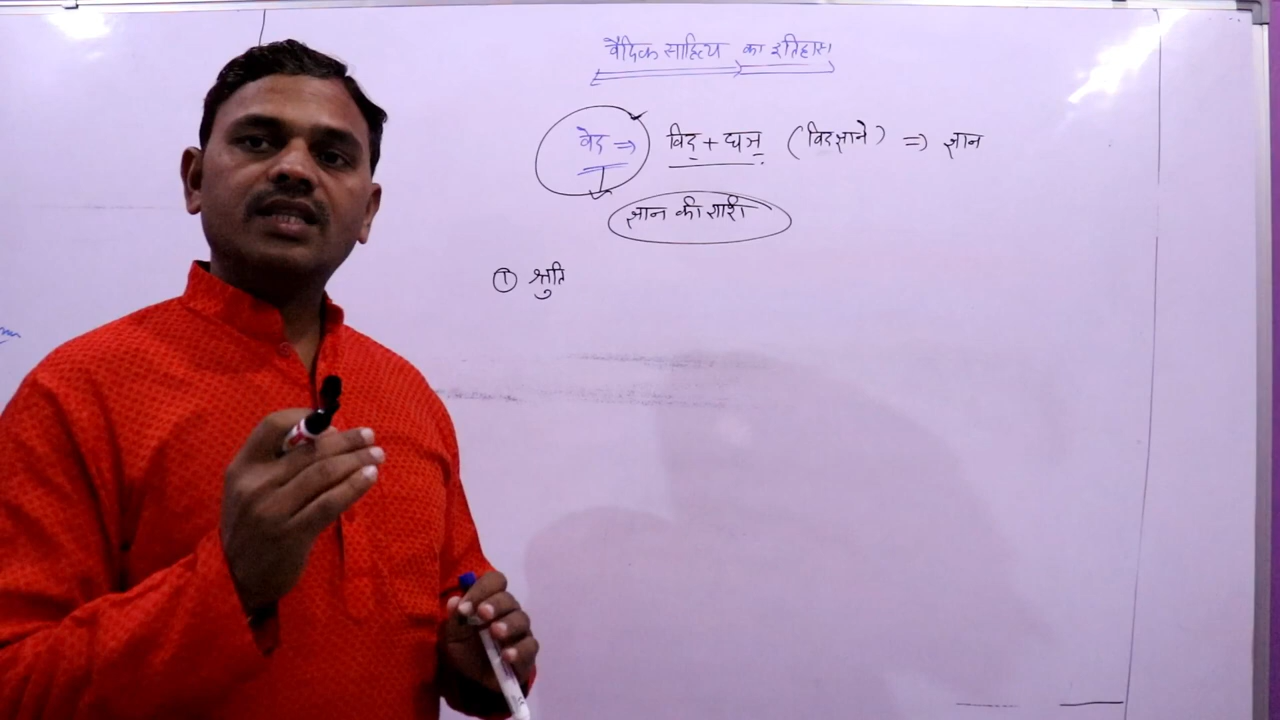 वैदिक साहित्य का इतिहास
वेद ⇒ विद् + घञ् (विद ज्ञाने) ⇒ ज्ञान
ज्ञान की राशी
① श्रुति